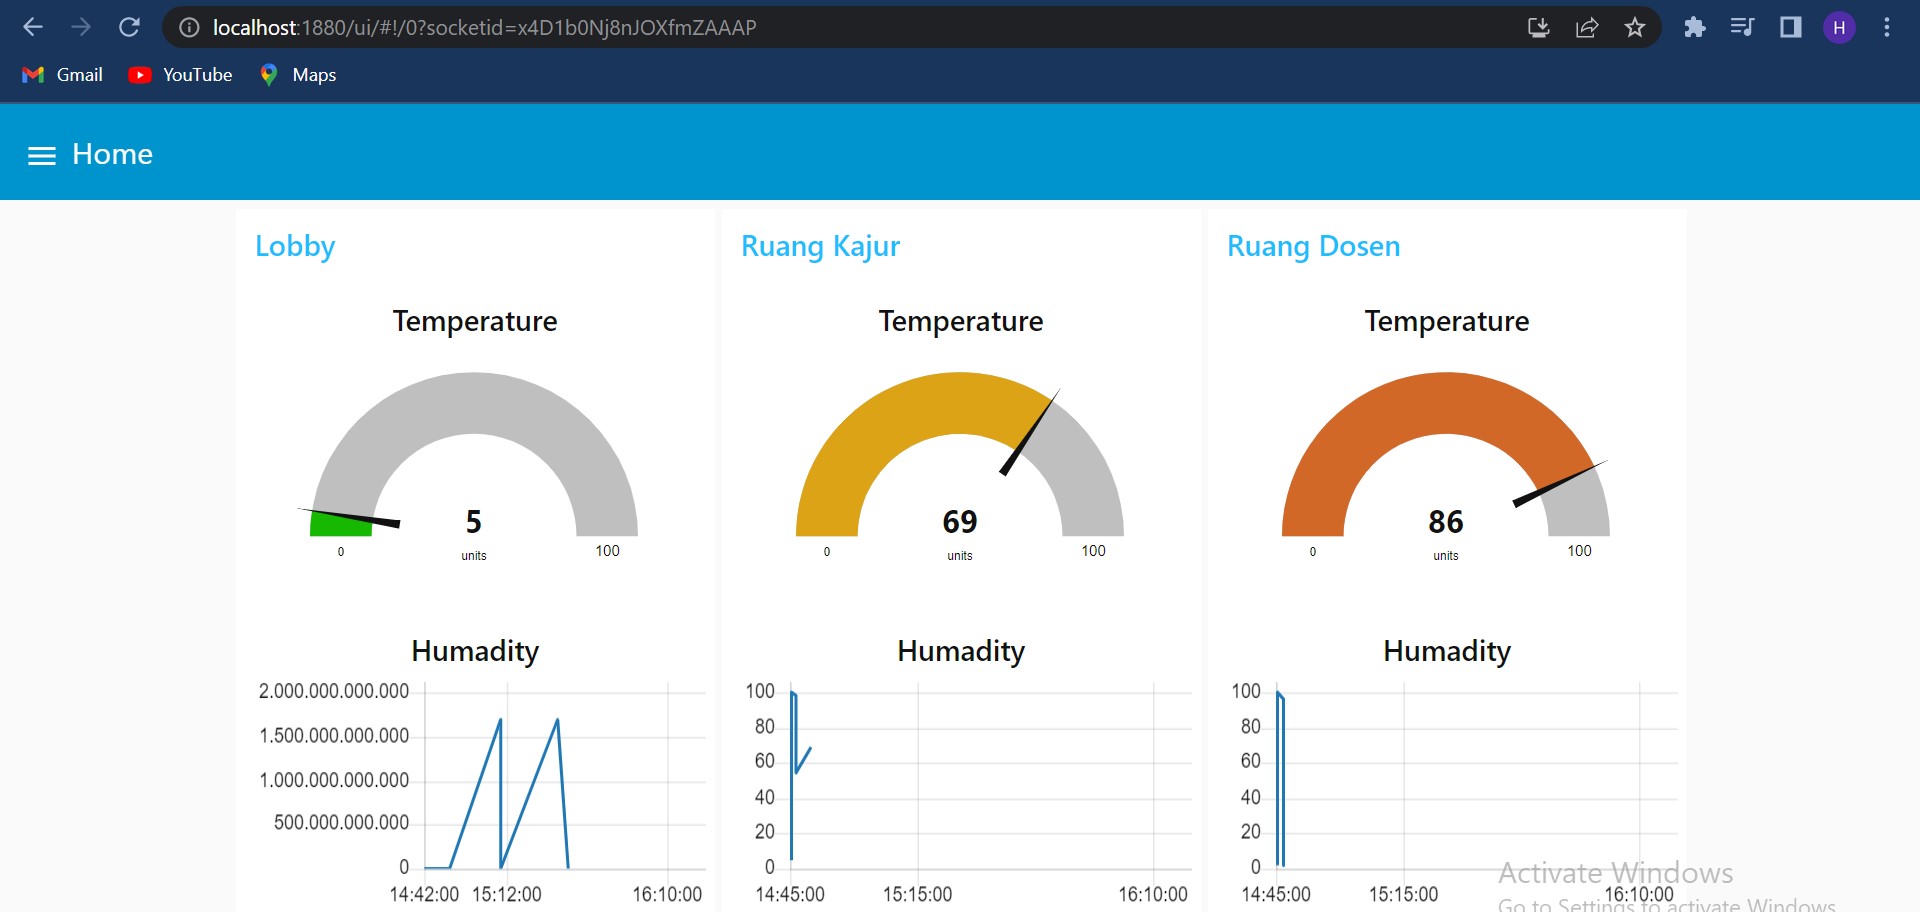 localhost:1880/ui/#!/0?socketid=x4D1b0Nj8nJOXfmZAAAP
H
Gmail YouTube Maps
Home
Lobby
Temperature
5
units
0 100
Humadity
2.000.000.000.000
1.500.000.000.000
1.000.000.000.000
500.000.000.000
0
14:42:00 15:12:00 16:10:00
Ruang Kajur
Temperature
69
units
0 100
Humadity
100
80
60
40
20
0
14:45:00 15:15:00 16:10:00
Ruang Dosen
Temperature
86
units
0 100
Humadity
100
80
60
40
20
0
14:45:00 15:15:00 16:10:00
Activate Windows
Go to Settings to activate Windows